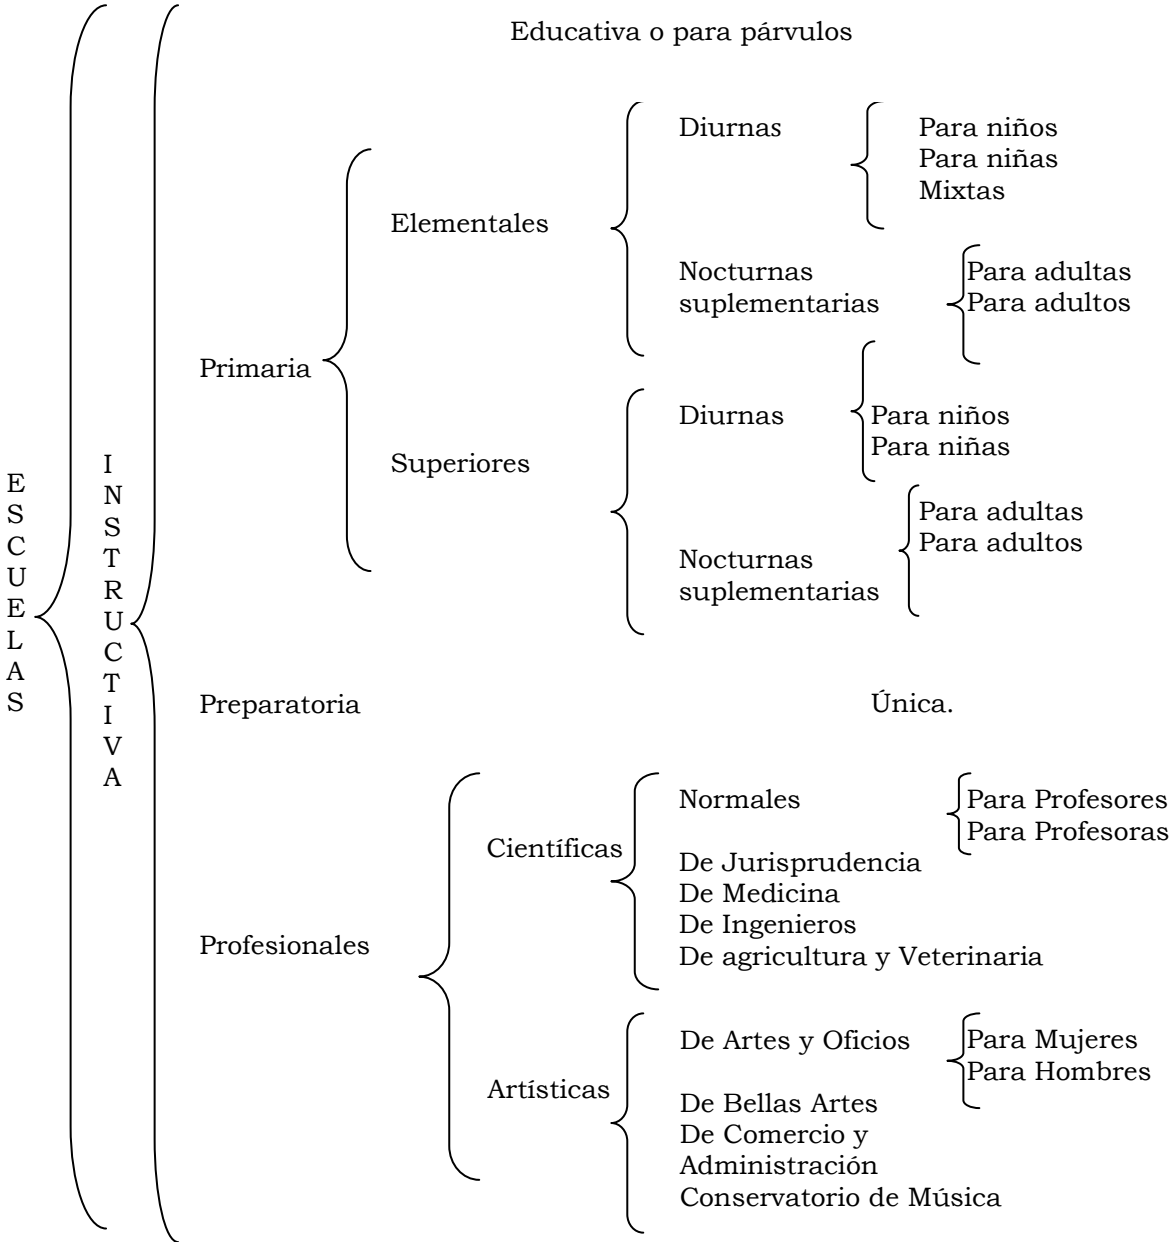 ESCUELAS
INSTRUCTIVA
Educativa o para párvulos
Primaria
Elementales
Diurnas
Para niños
Para niñas
Mixtas
Nocturnas
suplementarias
Para adultas
Para adultos
Superiores
Diurnas
Para niños
Para niñas
Nocturnas
suplementarias
Para adultas
Para adultos
Preparatoria
Única.
Profesionales
Científicas
Normales
Para Profesores
Para Profesoras
De Jurisprudencia
De Medicina
De Ingenieros
De agricultura y Veterinaria
Artísticas
De Artes y Oficios
Para Mujeres
Para Hombres
De Bellas Artes
De Comercio y
Administración
Conservatorio de Música